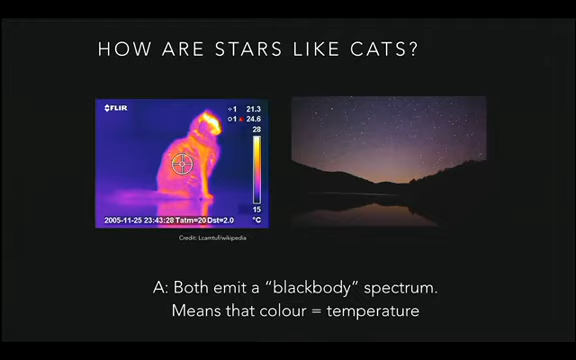 HOW ARE STARS LIKE CATS?
FLIR
÷1 21.3
1 24.6
28
15
°C
2005-11-25 23:43:28 Tatm=20 Dst=2.0
Credit: Lcamtuf/wikipedia
A: Both emit a “blackbody” spectrum.
Means that colour = temperature